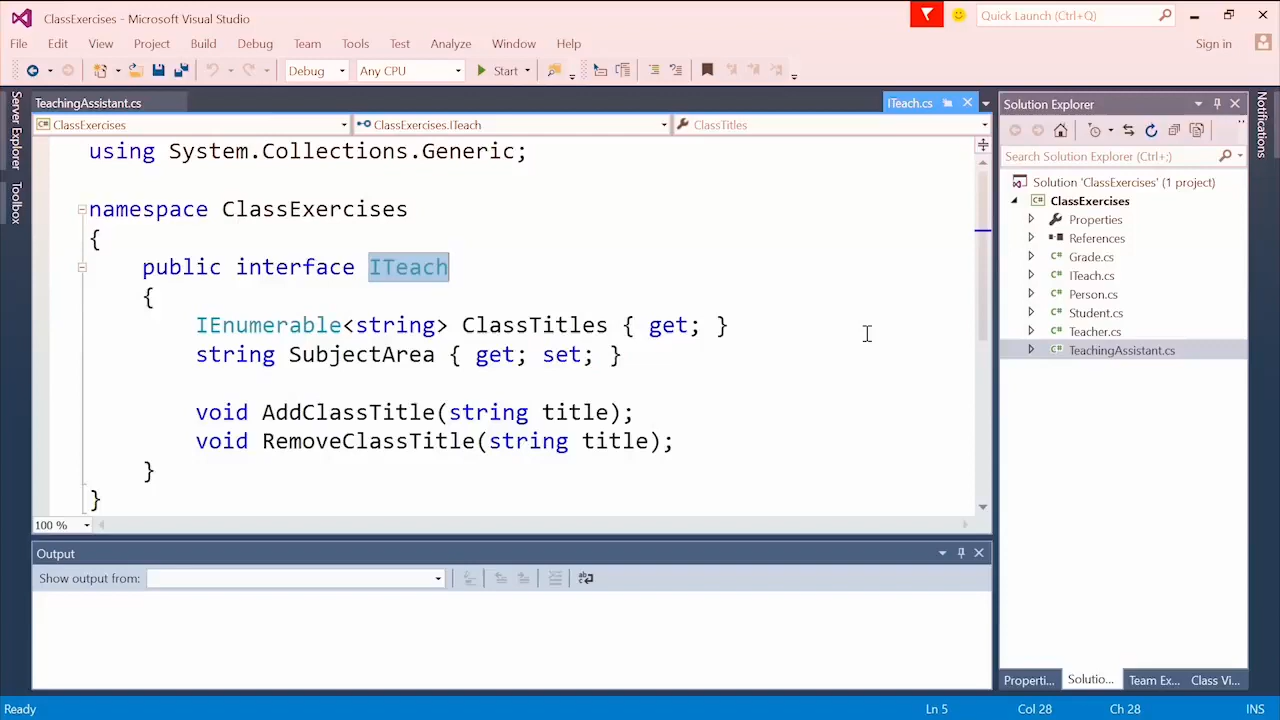 ClassExercises - Microsoft Visual Studio
Quick Launch (Ctrl+Q)
File Edit View Project Build Debug Team Tools Test Analyze Window Help
Sign in
Debug Any CPU Start
Server Explorer
Toolbox
TeachingAssistant.cs
ITeach.cs
ClassExercises ClassExercises.ITeach ClassTitles
using System.Collections.Generic;
namespace ClassExercises
{
public interface ITeach
{
IEnumerable<string> ClassTitles { get; }
string SubjectArea { get; set; }
void AddClassTitle(string title);
void RemoveClassTitle(string title);
}
}
100 %
Output
Show output from:
Solution Explorer
Search Solution Explorer (Ctrl+;)
Solution 'ClassExercises' (1 project)
ClassExercises
Properties
References
Grade.cs
ITeach.cs
Person.cs
Student.cs
Teacher.cs
TeachingAssistant.cs
Properti... Solutio... Team Ex... Class Vi...
Notifications
Ready Ln 5 Col 28 Ch 28 INS